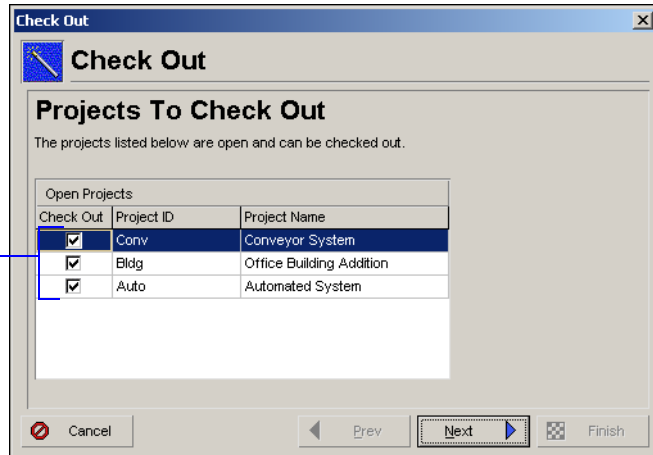 Check Out
Check Out
Projects To Check Out
The projects listed below are open and can be checked out.
Open Projects
Check Out Project ID Project Name
Conv Conveyor System
Bldg Office Building Addition
Auto Automated System
Cancel Prev Next Finish